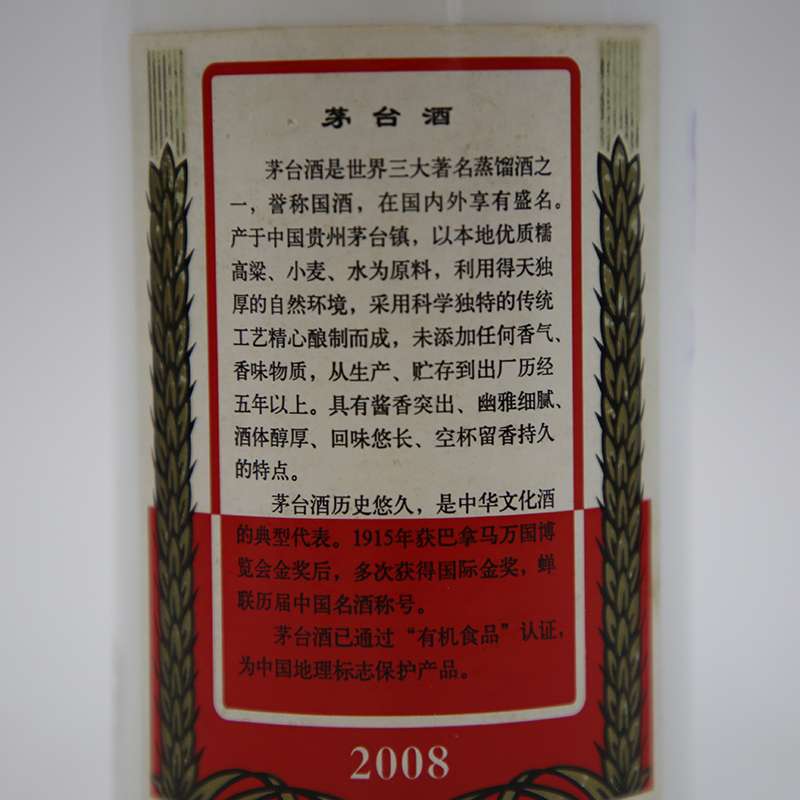 茅台酒
茅台酒是世界三大著名蒸馏酒之
一，誉称国酒，在国内外享有盛名。
产于中国贵州茅台镇，以本地优质糯
高粱、小麦、水为原料，利用得天独
厚的自然环境，采用科学独特的传统
工艺精心酿制而成，未添加任何香气、
香味物质，从生产、贮存到出厂历经
五年以上。具有酱香突出、幽雅细腻、
酒体醇厚、回味悠长、空杯留香持久
的特点。
茅台酒历史悠久，是中华文化酒
的典型代表。1915年获巴拿马万国博
览会金奖后，多次获得国际金奖，蝉
联历届中国名酒称号。
茅台酒已通过“有机食品”认证，
为中国地理标志保护产品。
2008